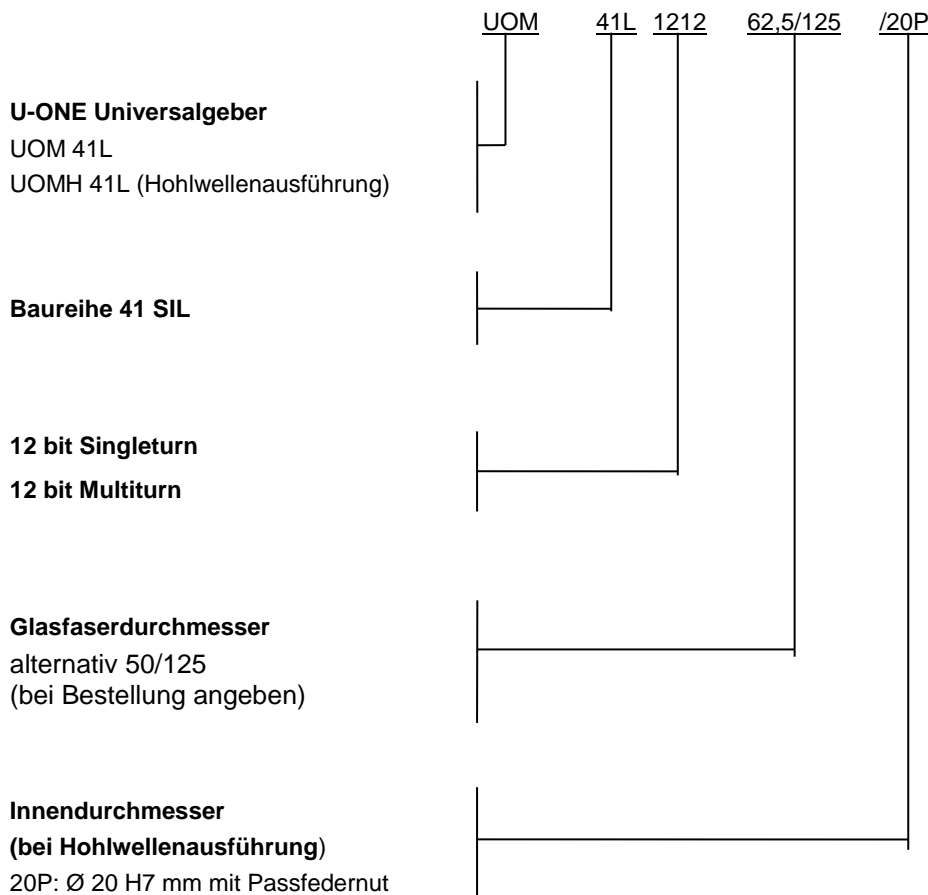 UOM 41L 1212 62,5/125 /20P
U-ONE Universalgeber
UOM 41L
UOMH 41L (Hohlwellenausführung)
Baureihe 41 SIL
12 bit Singleturn
12 bit Multiturn
Glasfaserdurchmesser
alternativ 50/125
(bei Bestellung angeben)
Innendurchmesser
(bei Hohlwellenausführung)
20P: Ø 20 H7 mm mit Passfedernut